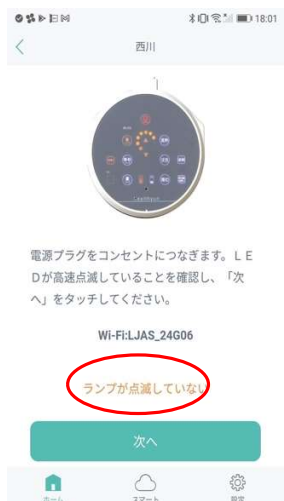 18:01
西川
電源プラグをコンセントにつなぎます。ＬＥ
Ｄが高速点滅していることを確認し、「次
へ」をタッチしてください。
Wi-Fi:LJAS_24G06
ランプが点滅していない
次へ
ホーム
スマート
設定